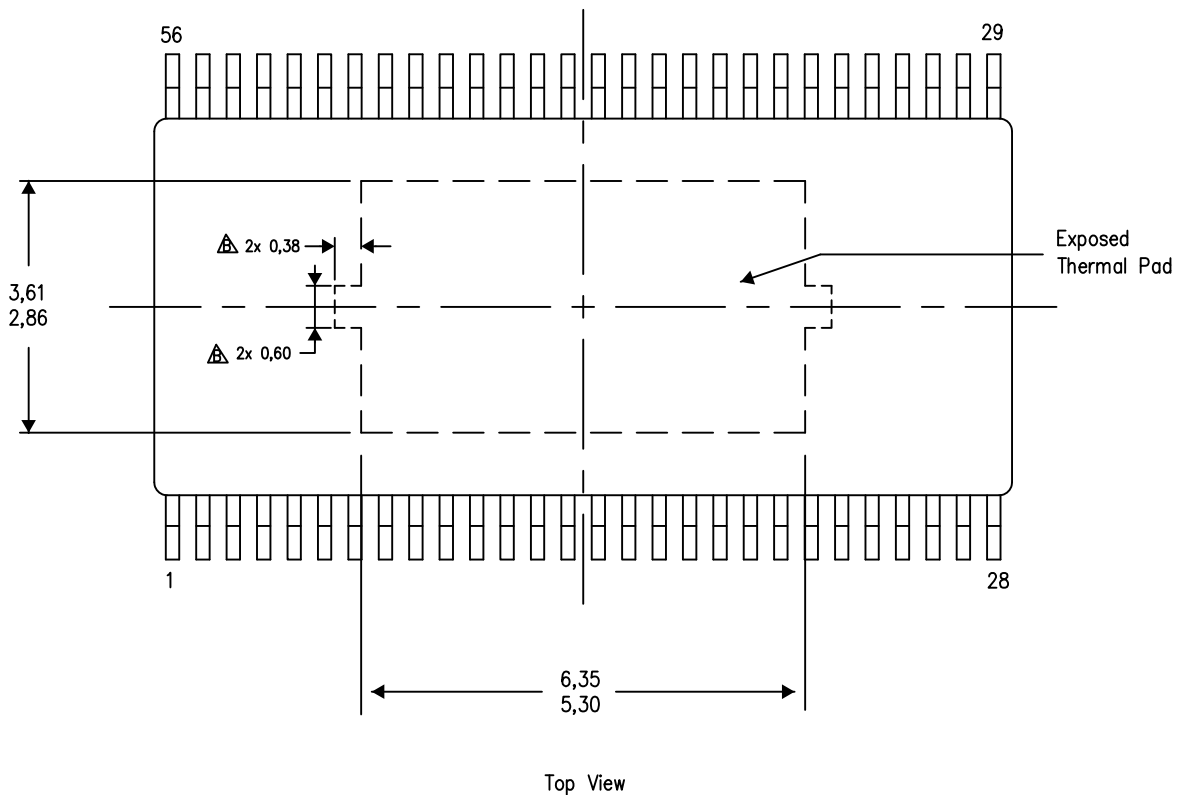 56
29
B 2x 0,38
Exposed
Thermal Pad
3,61
2,86
B 2x 0,60
1
28
6,35
5,30
Top View